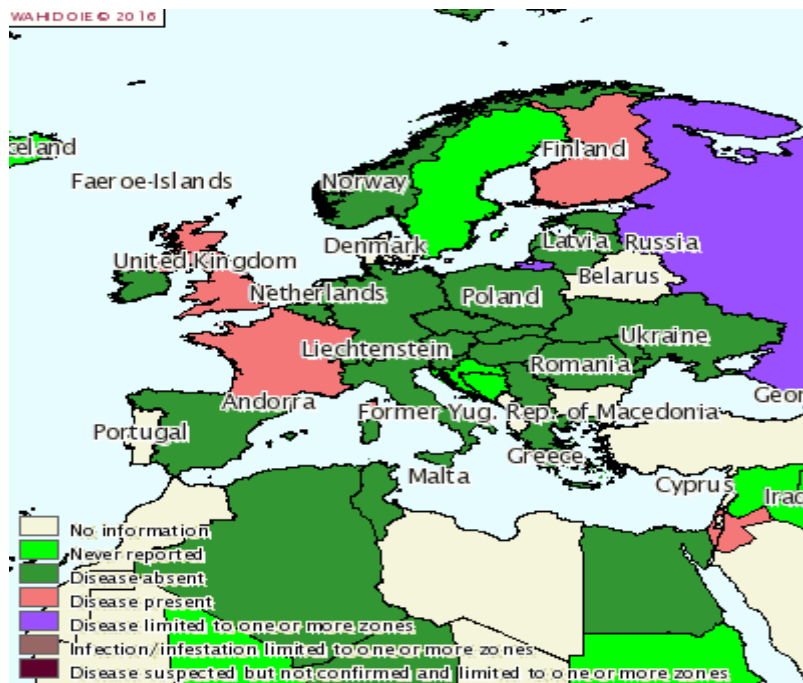 WAHIDOIE © 2016
celand
Faeroe-Islands
Norway
Finland
United Kingdom
Denmark
Latvia
Russia
Belarus
Netherlands
Poland
Ukraine
Liechtenstein
Romania
Andorra
Former Yug. Rep. of Macedonia
Geor
Portugal
Greece
Malta
Cyprus
Iraq
No information
Never reported
Disease absent
Disease present
Disease limited to one or more zones
Infection/infestation limited to one or more zones
Disease suspected but not confirmed and limited to one or more zones